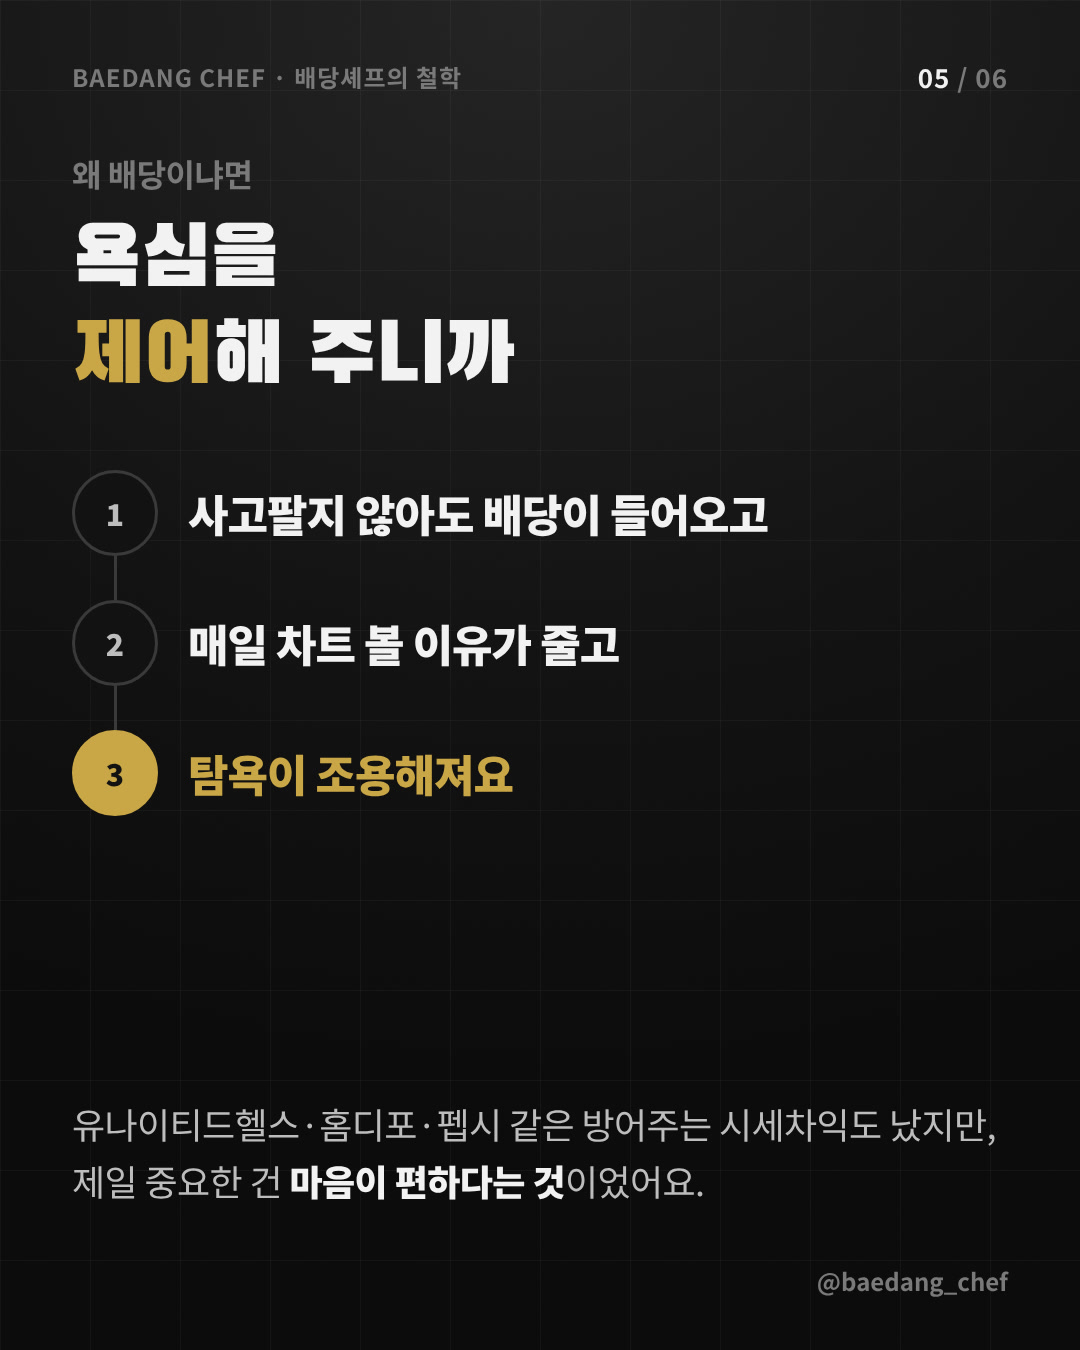 BAEDANG CHEF · 배당셰프의 철학
05 / 06
왜 배당이냐면
욕심을
제어해 주니까
1 사고팔지 않아도 배당이 들어오고
2 매일 차트 볼 이유가 줄고
3 탐욕이 조용해져요
유나이티드헬스·홈디포·펩시 같은 방어주는 시세차익도 났지만,
제일 중요한 건 마음이 편하다는 것이었어요.
@baedang_chef